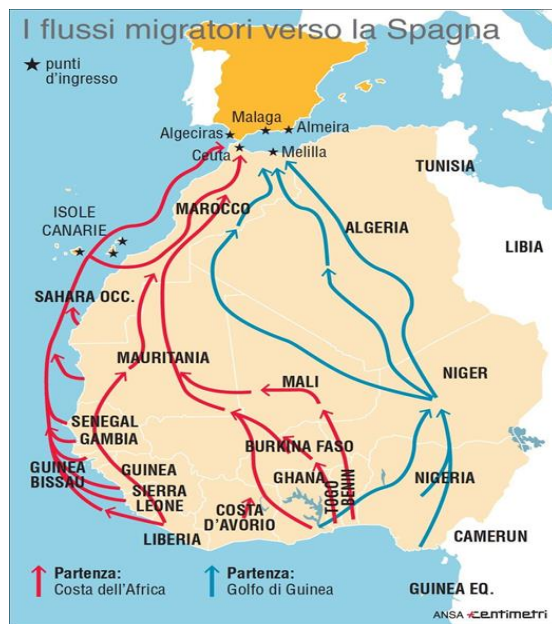 I flussi migratori verso la Spagna
★ punti
d'ingresso
Malaga
Algeciras
Almeira
Ceuta
Melilla
TUNISIA
ISOLE
CANARIE
MAROCCO
ALGERIA
LIBIA
SAHARA OCC.
MAURITANIA
MALI
NIGER
SENEGAL
GAMBIA
BURKINA FASO
GUINEA
BISSAU
GUINEA
GHANA
TOGO
BENIN
NIGERIA
SIERRA
LEONE
COSTA
D'AVORIO
LIBERIA
CAMERUN
Partenza:
Costa dell'Africa
Partenza:
Golfo di Guinea
GUINEA EQ.
ANSA centimetri